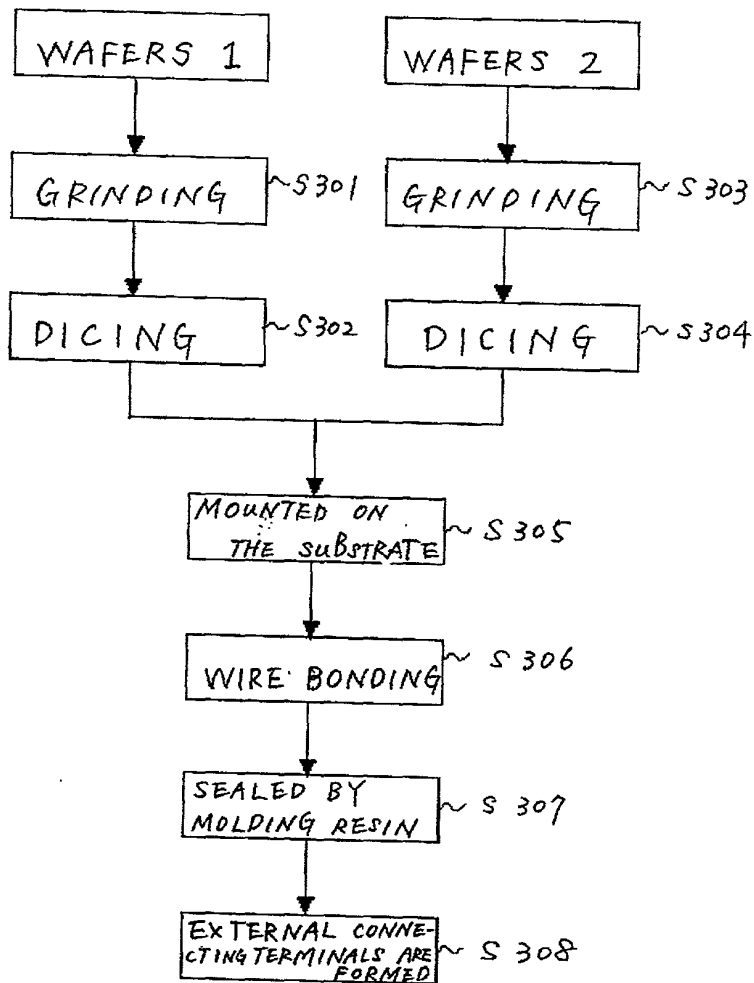 WAFERS 1
WAFERS 2
GRINDING
~S301
GRINDING
~S303
DICING
~S302
DICING
~S304
MOUNTED ON
THE SUBSTRATE
~S305
WIRE BONDING
~S306
SEALED BY
MOLDING RESIN
~S307
EXTERNAL CONNE-
CTING TERMINALS ARE
FORMED
~S308